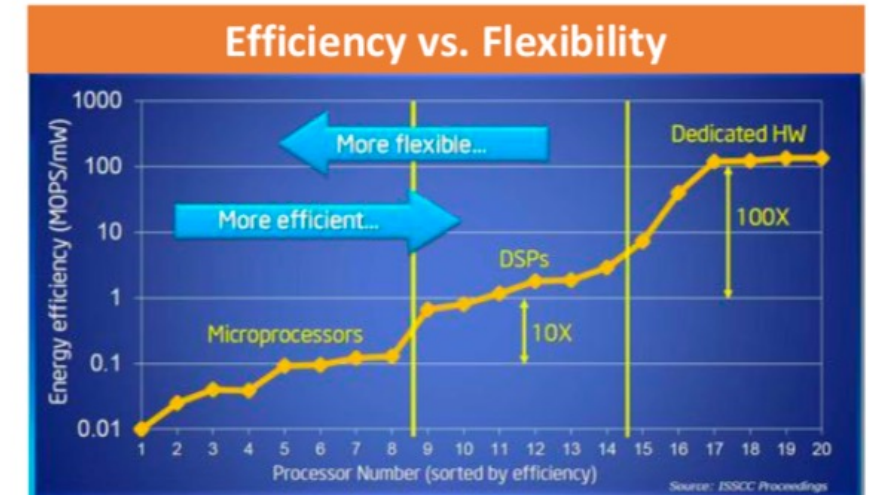 Efficiency vs. Flexibility
1000
100
10
1
0.1
0.01
Energy efficiency (MOPS/mW)
More flexible...
More efficient...
Dedicated HW
100X
DSPs
10X
Microprocessors
1 2 3 4 5 6 7 8 9 10 11 12 13 14 15 16 17 18 19 20
Processor Number (sorted by efficiency)
Source: ISSCC Proceedings